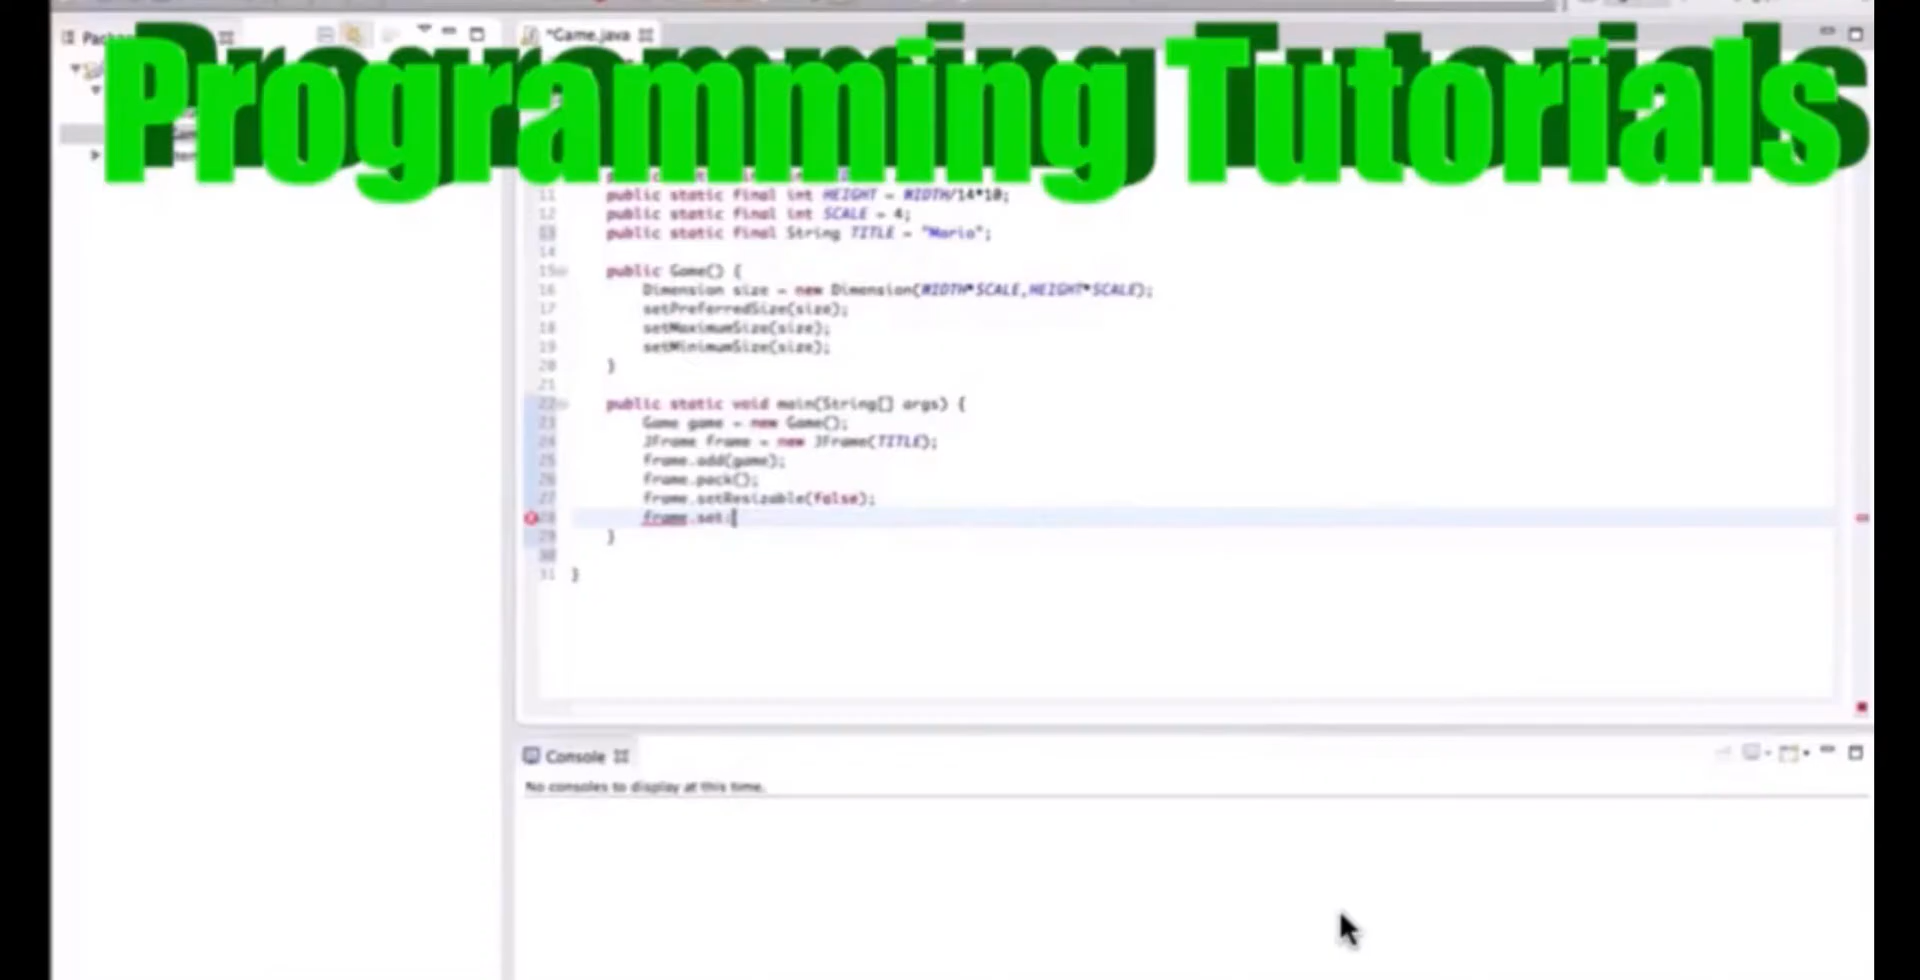 Programming Tutorials
*Game.java
11 public static final int HEIGHT = WIDTH/14*10;
12 public static final int SCALE = 4;
13 public static final String TITLE = "Mario";
14
15 public Game() {
16 Dimension size = new Dimension(WIDTH*SCALE,HEIGHT*SCALE);
17 setPreferredSize(size);
18 setMaximumSize(size);
19 setMinimumSize(size);
20 }
21
22 public static void main(String[] args) {
23 Game game = new Game();
24 JFrame frame = new JFrame(TITLE);
25 frame.add(game);
26 frame.pack();
27 frame.setResizable(false);
28 frame.set
29 }
30
31 }
Console
No consoles to display at this time.